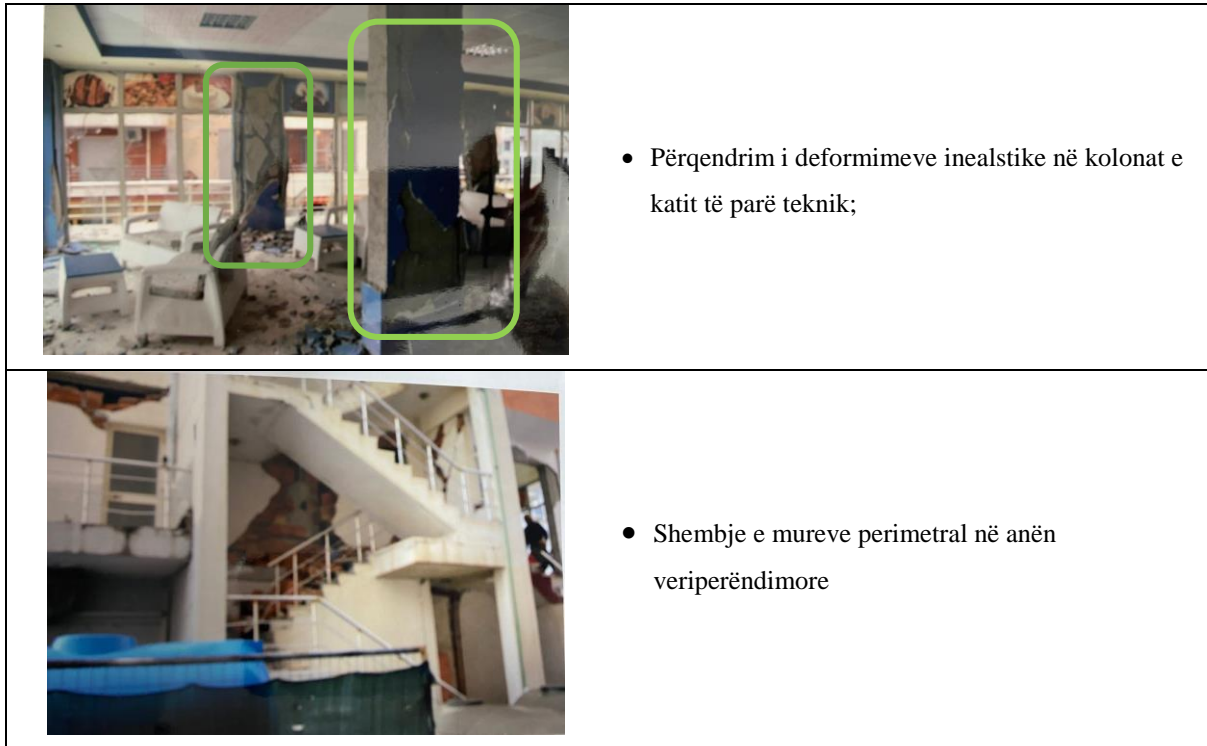 • Përqendrim i deformimeve inealstike në kolonat e
katit të parë teknik;
• Shembje e mureve perimetral në anën
veriperëndimore